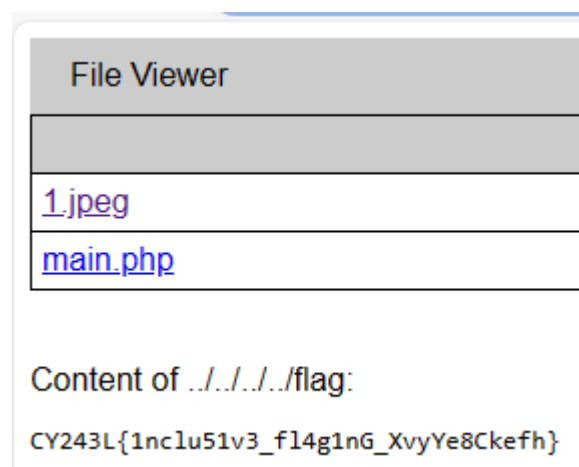 File Viewer
1.jpeg
main.php
Content of ../../../../flag:
CY243L{1nclu51v3_fl4g1nG_XvyYe8Ckefh}